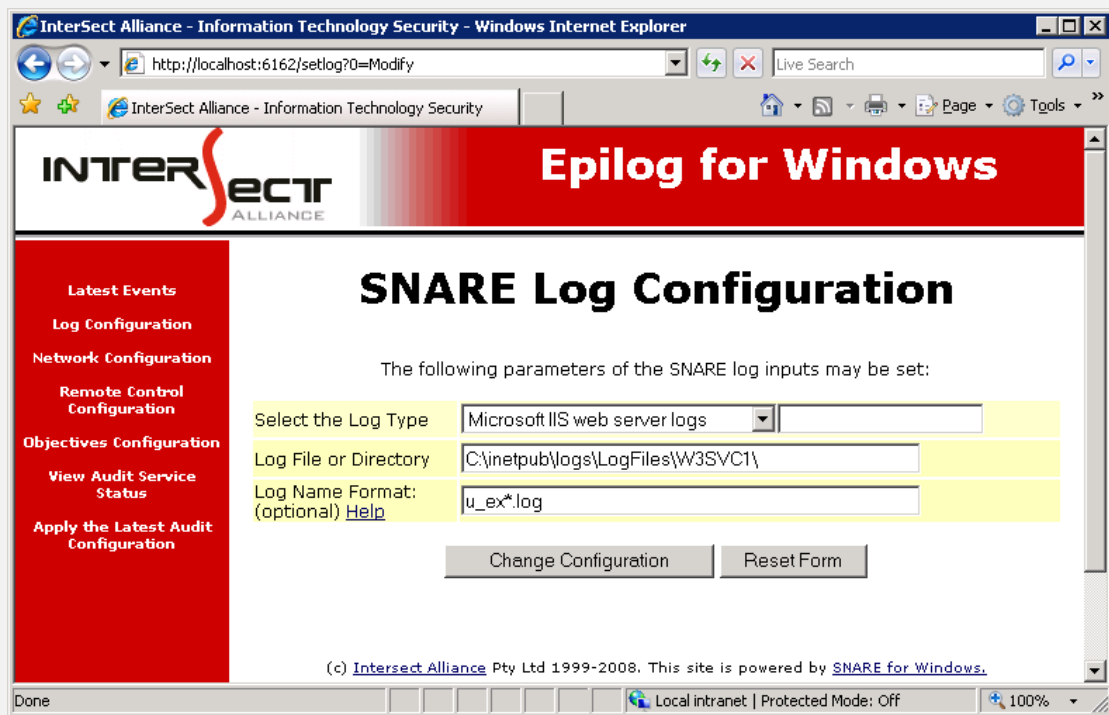 InterSect Alliance - Information Technology Security - Windows Internet Explorer
http://localhost:6162/setlog?0=Modify
Live Search
InterSect Alliance - Information Technology Security
Page
Tools
»
INTERSECT
ALLIANCE
Epilog for Windows
Latest Events
Log Configuration
Network Configuration
Remote Control
Configuration
Objectives Configuration
View Audit Service
Status
Apply the Latest Audit
Configuration
SNARE Log Configuration
The following parameters of the SNARE log inputs may be set:
Select the Log Type
Microsoft IIS web server logs
Log File or Directory
C:\inetpub\logs\LogFiles\W3SVC1\
Log Name Format:
(optional) Help
u_ex*.log
Change Configuration
Reset Form
(c) Intersect Alliance Pty Ltd 1999-2008. This site is powered by SNARE for Windows.
Done
Local intranet | Protected Mode: Off
100%